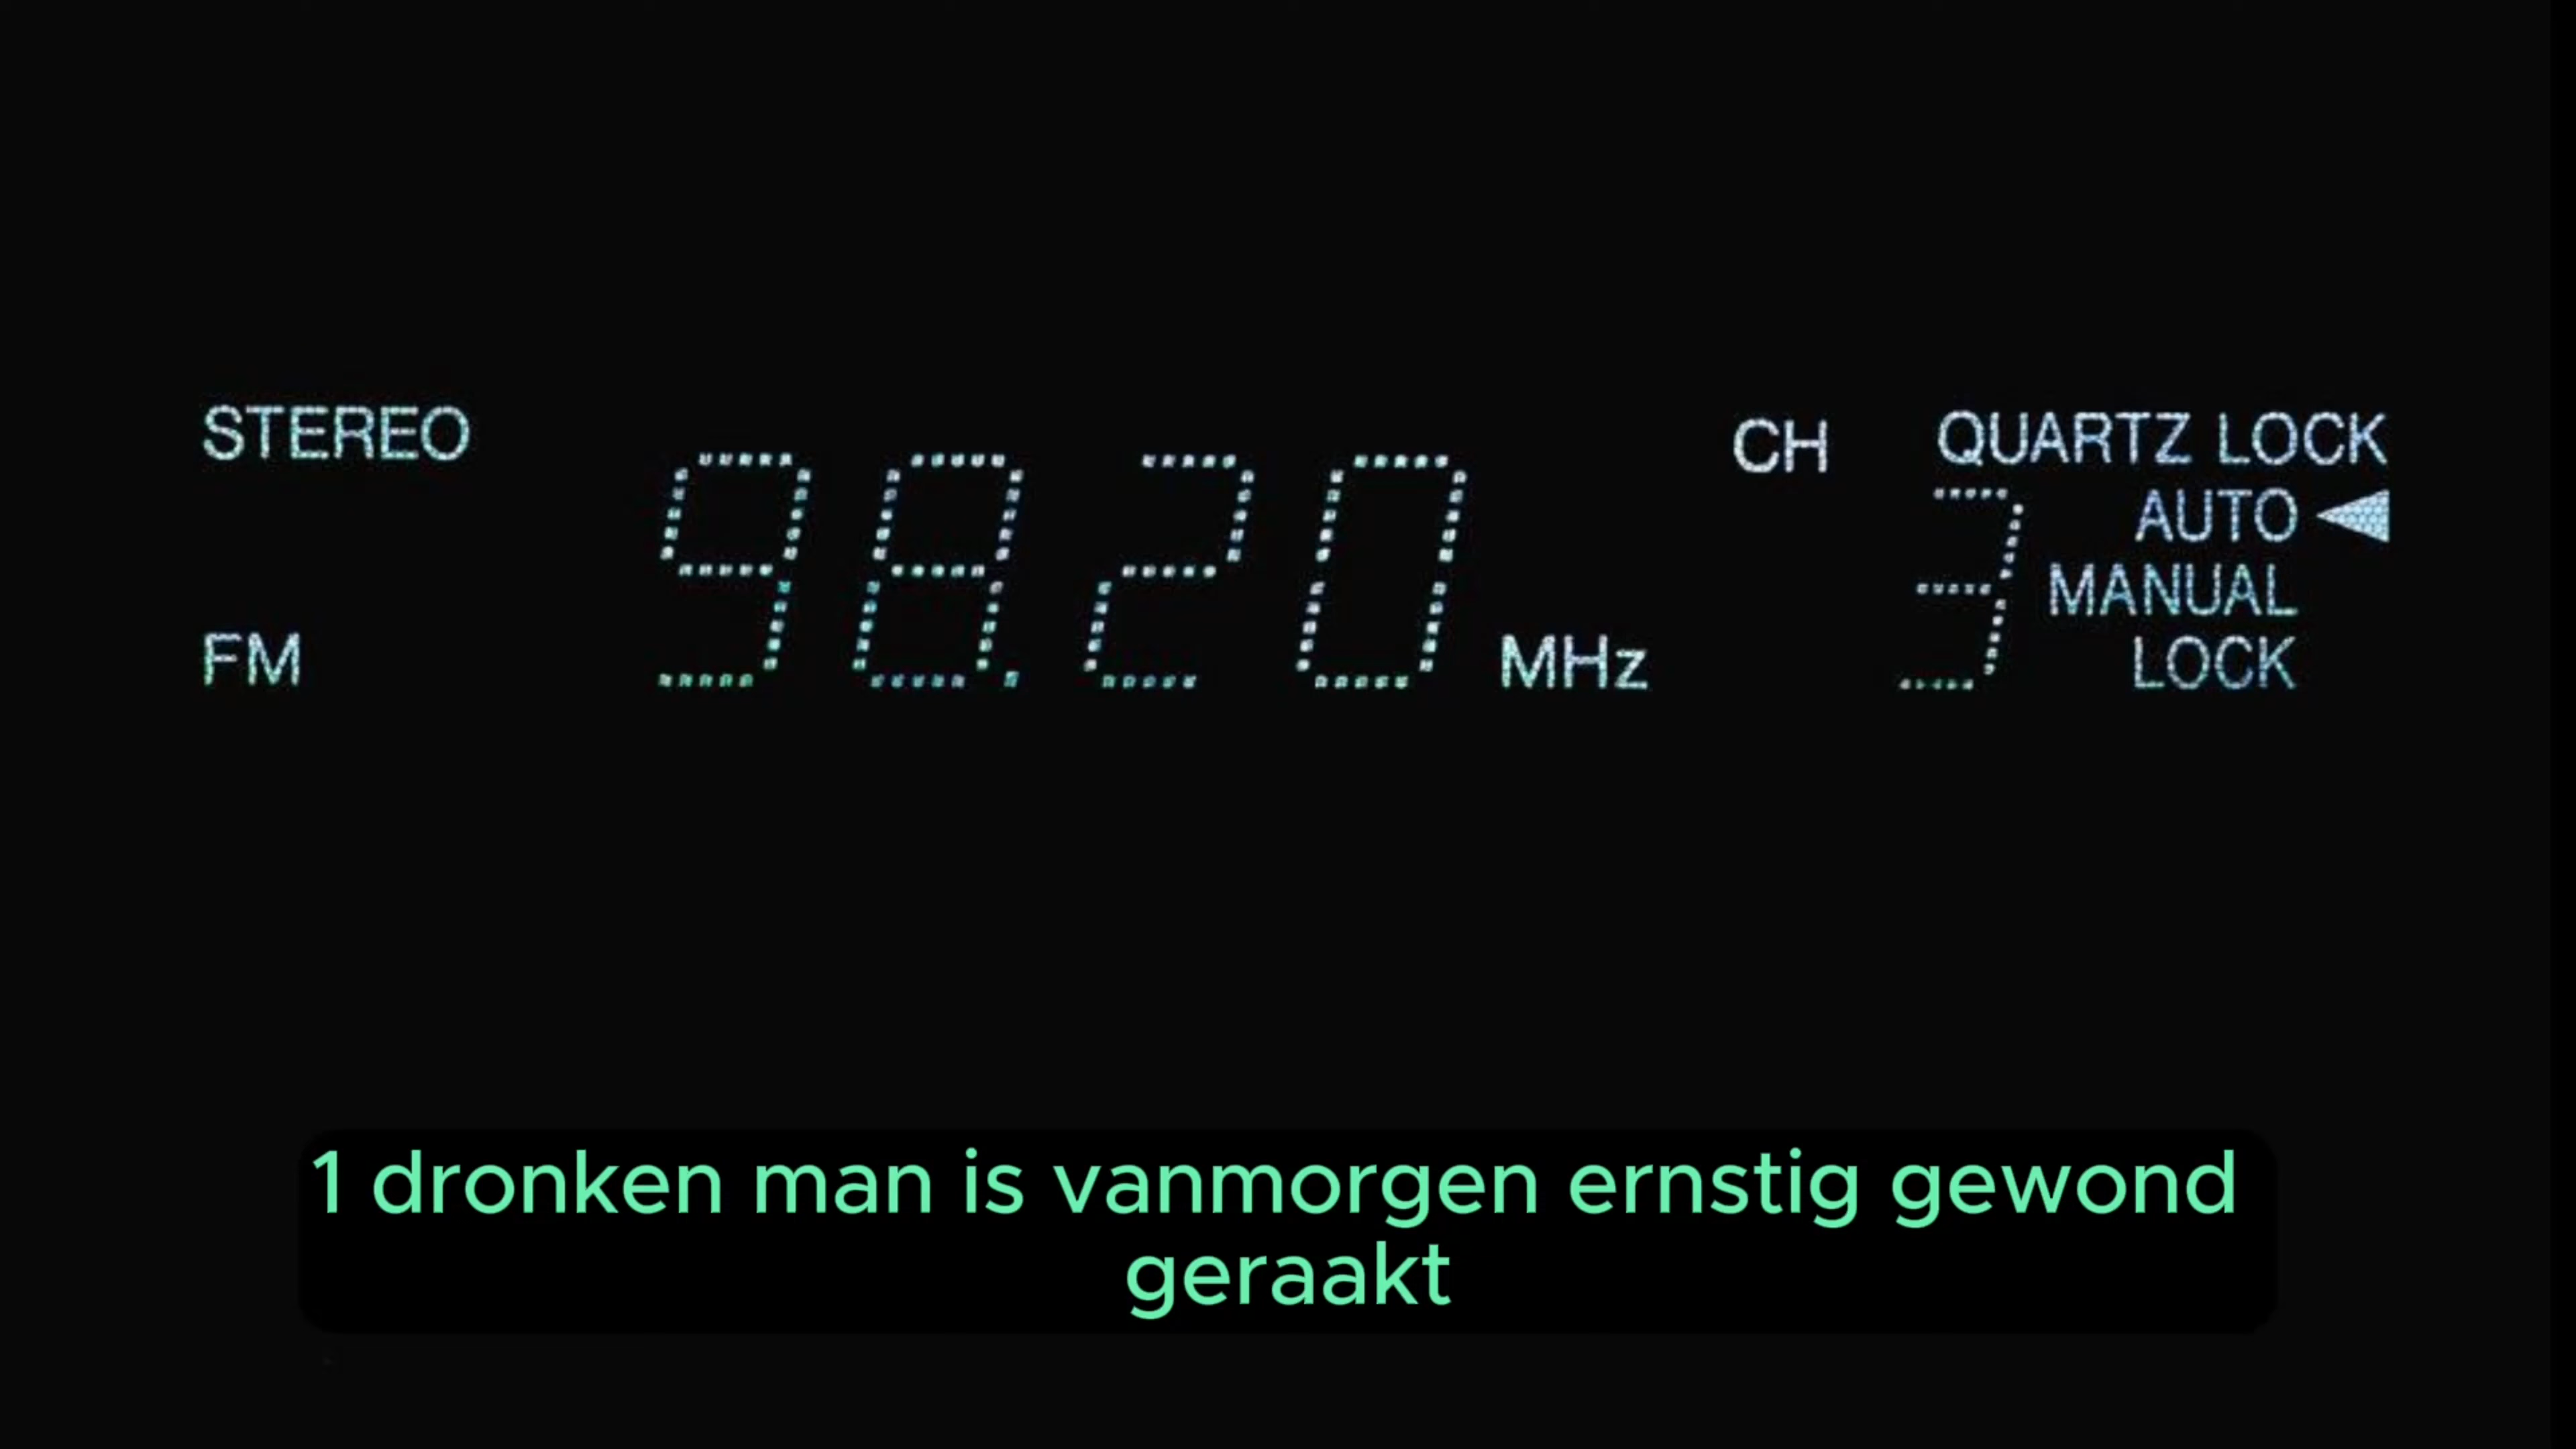 STEREO
FM
98.20 MHz
CH 3
QUARTZ LOCK
AUTO
MANUAL
LOCK
1 dronken man is vanmorgen ernstig gewond
geraakt